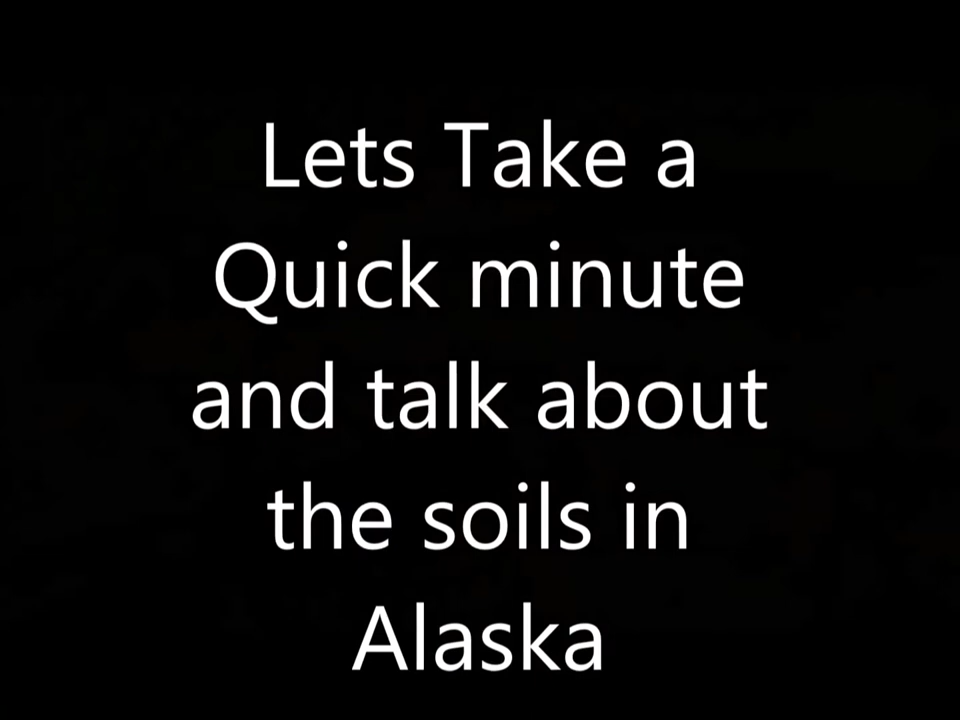 Lets Take a
Quick minute
and talk about
the soils in
Alaska